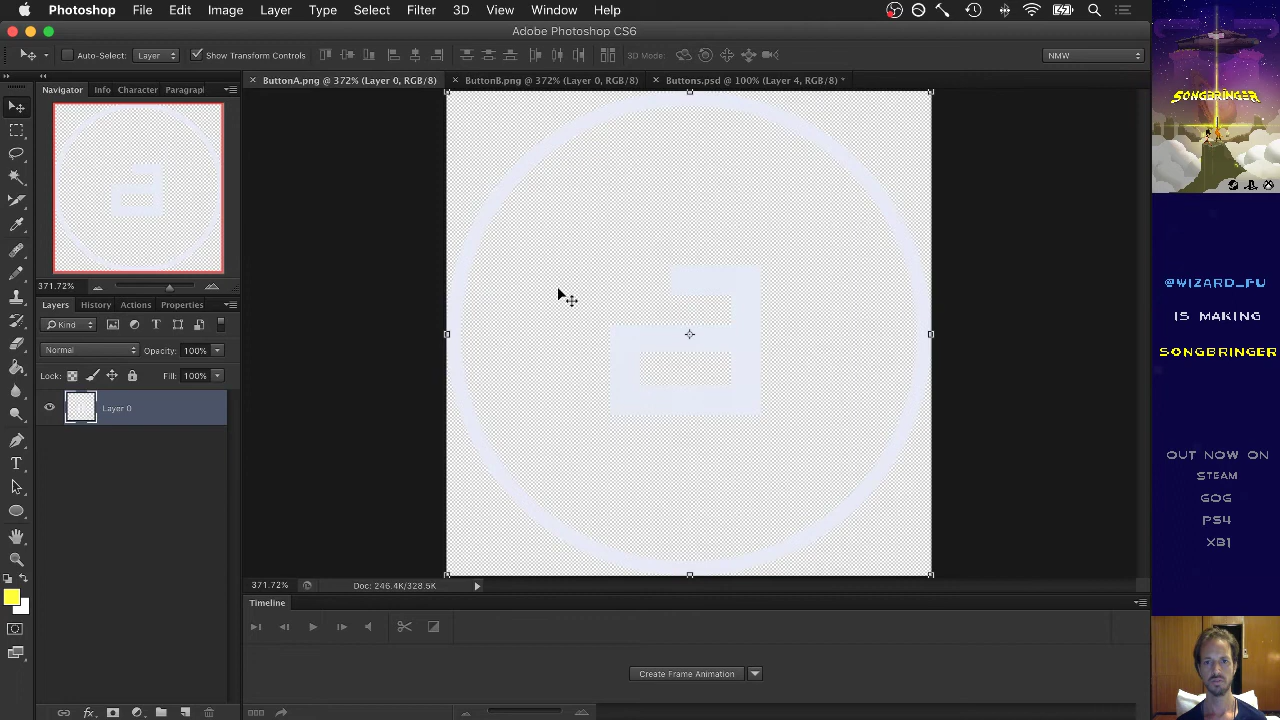 Photoshop File Edit Image Layer Type Select Filter 3D View Window Help
Adobe Photoshop CS6
Auto-Select: Layer Show Transform Controls 3D Mode: NMW
ButtonA.png @ 372% (Layer 0, RGB/8) ButtonB.png @ 372% (Layer 0, RGB/8) Buttons.psd @ 100% (Layer 4, RGB/8) *
Navigator Info Character Paragraph
371.72%
Layers History Actions Properties
Kind
Normal Opacity: 100%
Lock: Fill: 100%
Layer 0
a
371.72% Doc: 246.4K/328.5K
Timeline
Create Frame Animation
SONGBRINGER
@WIZARD_FU
IS MAKING
SONGBRINGER
OUT NOW ON
STEAM
GOG
PS4
XB1